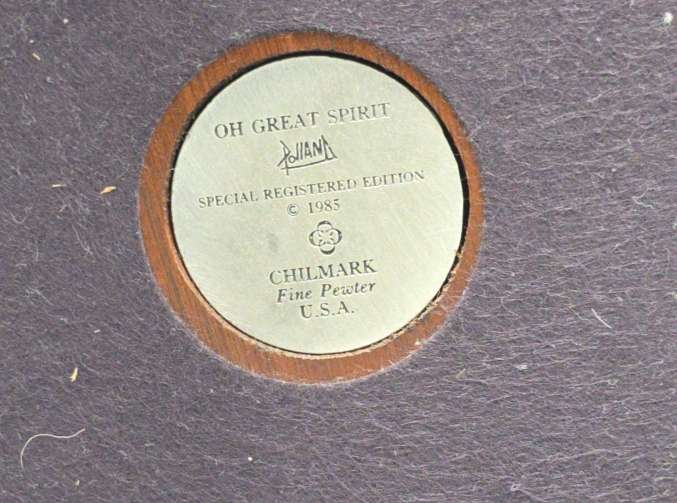 OH GREAT SPIRIT
POLLAND
SPECIAL REGISTERED EDITION
© 1985
CHILMARK
Fine Pewter
U.S.A.